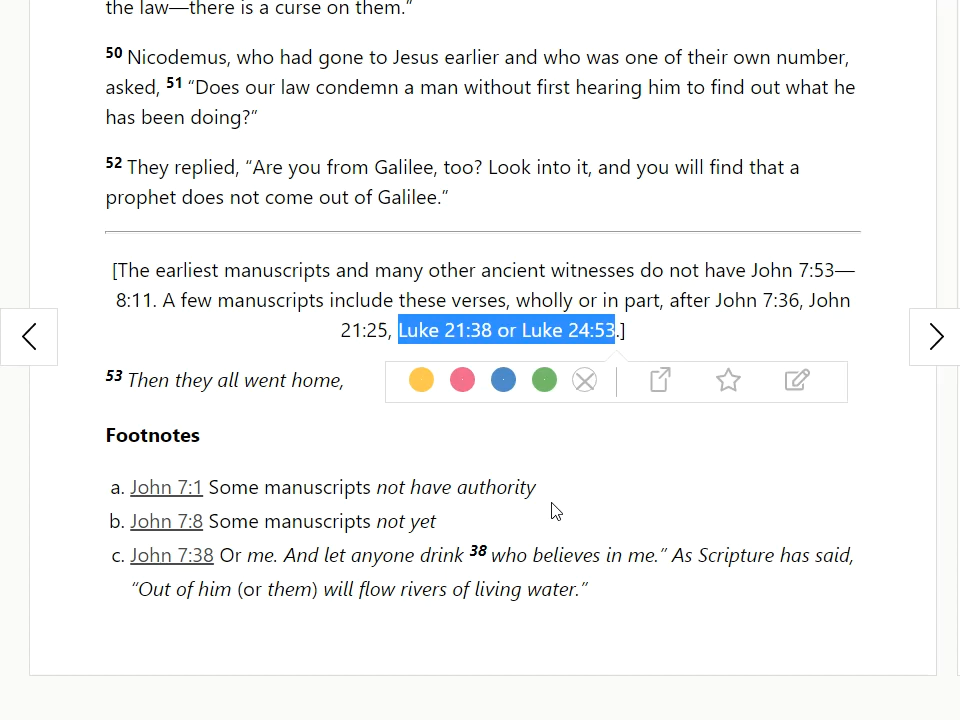 the law—there is a curse on them.”
50 Nicodemus, who had gone to Jesus earlier and who was one of their own number,
asked, 51 “Does our law condemn a man without first hearing him to find out what he
has been doing?”
52 They replied, “Are you from Galilee, too? Look into it, and you will find that a
prophet does not come out of Galilee.”
[The earliest manuscripts and many other ancient witnesses do not have John 7:53—
8:11. A few manuscripts include these verses, wholly or in part, after John 7:36, John
21:25, Luke 21:38 or Luke 24:53.]
53 Then they all went home,
Footnotes
a. John 7:1 Some manuscripts not have authority
b. John 7:8 Some manuscripts not yet
c. John 7:38 Or me. And let anyone drink 38 who believes in me.” As Scripture has said,
“Out of him (or them) will flow rivers of living water.”